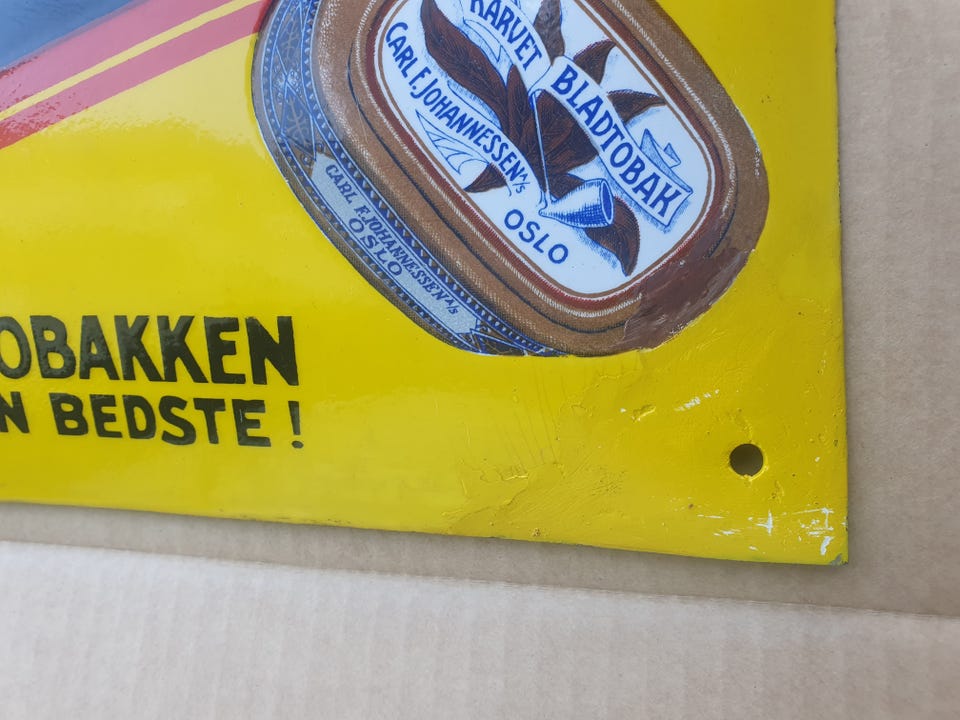 KARVET
BLADTOBAK
CARL F. JOHANNESSEN A/S
OSLO
CARL F. JOHANNESSEN A/S
OSLO
OBAKKEN
N BEDSTE !